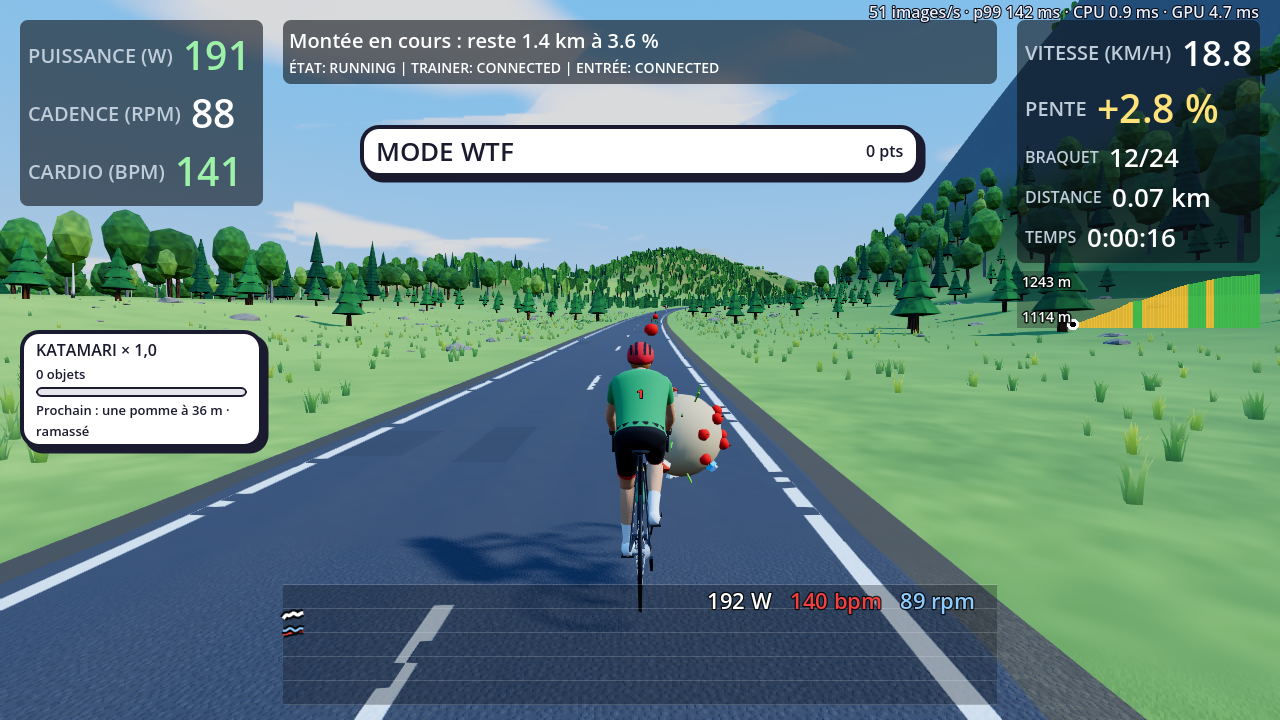 51 images/s · p99 142 ms · CPU 0.9 ms · GPU 4.7 ms
PUISSANCE (W) 191
CADENCE (RPM) 88
CARDIO (BPM) 141
Montée en cours : reste 1.4 km à 3.6 %
ÉTAT: RUNNING | TRAINER: CONNECTED | ENTRÉE: CONNECTED
MODE WTF 0 pts
VITESSE (KM/H) 18.8
PENTE +2.8 %
BRAQUET 12/24
DISTANCE 0.07 km
TEMPS 0:00:16
1243 m
1114 m
KATAMARI × 1,0
0 objets
Prochain : une pomme à 36 m ·
ramassé
1
192 W 140 bpm 89 rpm